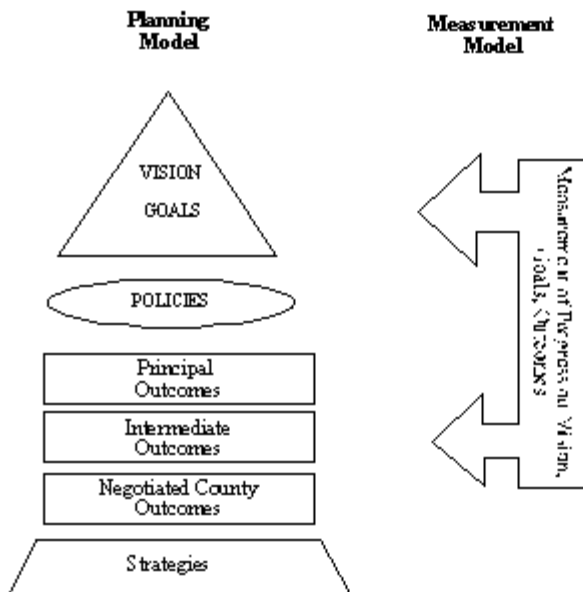 Planning
Model
Measurement
Model
VISION
GOALS
POLICIES
Principal
Outcomes
Intermediate
Outcomes
Negotiated County
Outcomes
Strategies
Measurement of Progress on Vision,
Goals, Outcomes